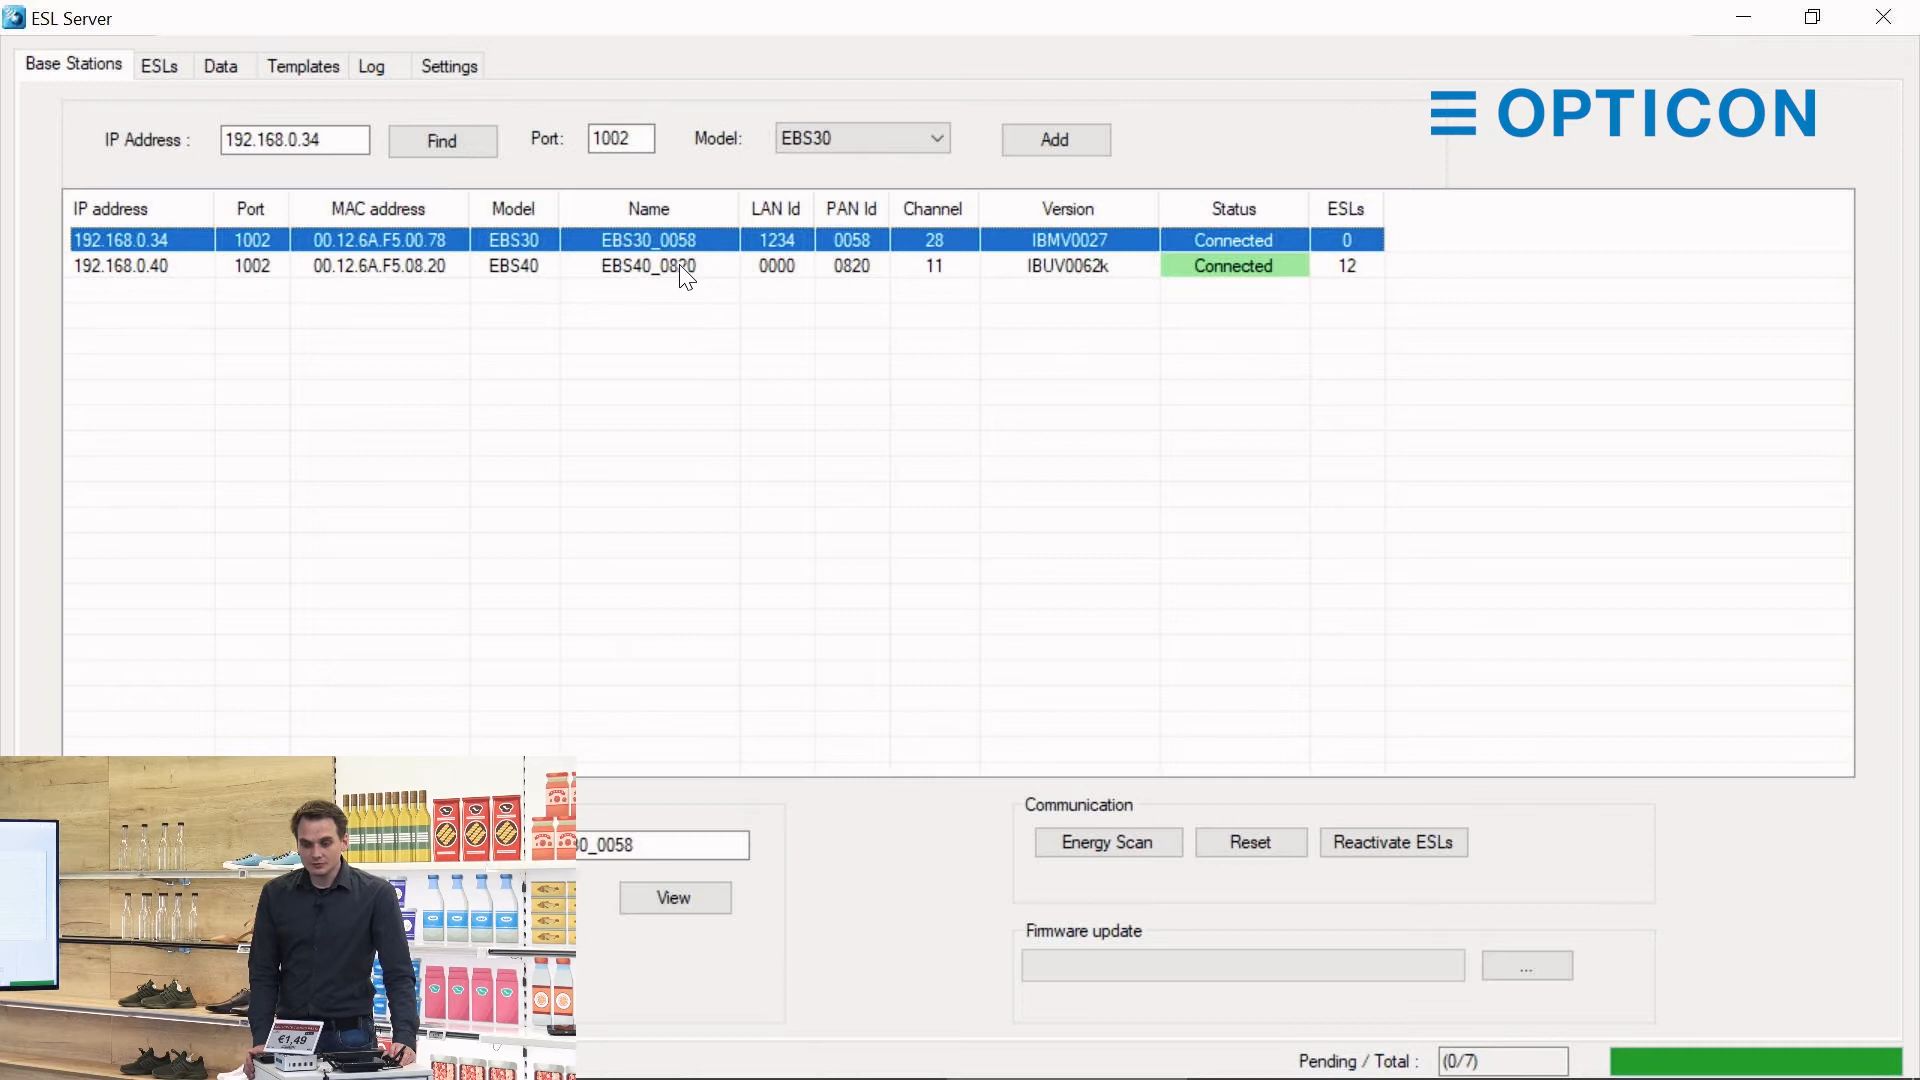 ESL Server
Base Stations ESLs Data Templates Log Settings
OPTICON
IP Address : 192.168.0.34 Find Port: 1002 Model: EBS30 Add
IP address Port MAC address Model Name LAN Id PAN Id Channel Version Status ESLs
192.168.0.34 1002 00.12.6A.F5.00.78 EBS30 EBS30_0058 1234 0058 28 IBMV0027 Connected 0
192.168.0.40 1002 00.12.6A.F5.08.20 EBS40 EBS40_0820 0000 0820 11 IBUV0062k Connected 12
Communication
0_0058 Energy Scan Reset Reactivate ESLs
View
Firmware update
...
€1,49
Pending / Total : (0/7)